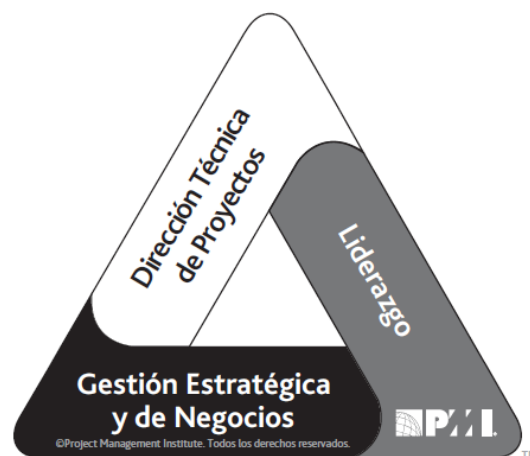 Dirección Técnica
de Proyectos
Liderazgo
Gestión Estratégica
y de Negocios
PMI.
©Project Management Institute. Todos los derechos reservados.